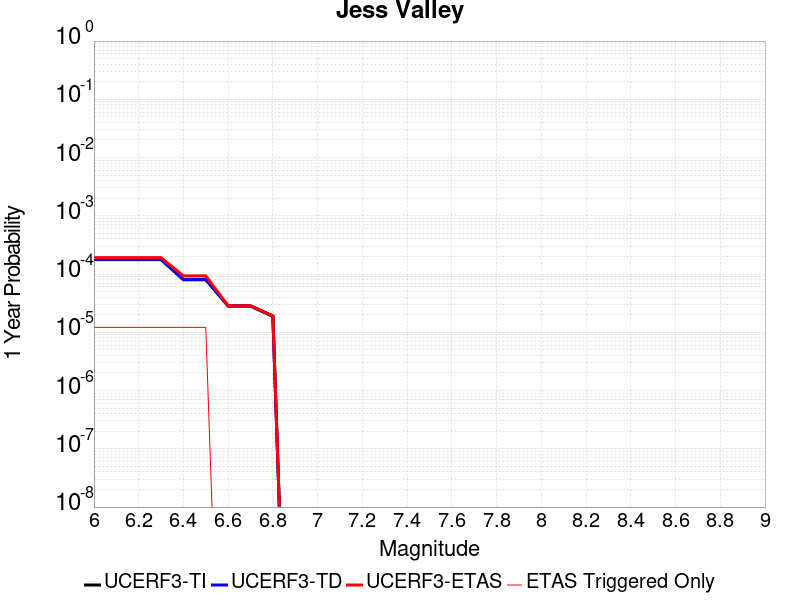 Jess Valley
1 Year Probability
10^0
10^-1
10^-2
10^-3
10^-4
10^-5
10^-6
10^-7
10^-8
6 6.2 6.4 6.6 6.8 7 7.2 7.4 7.6 7.8 8 8.2 8.4 8.6 8.8 9
Magnitude
UCERF3-TI UCERF3-TD UCERF3-ETAS ETAS Triggered Only